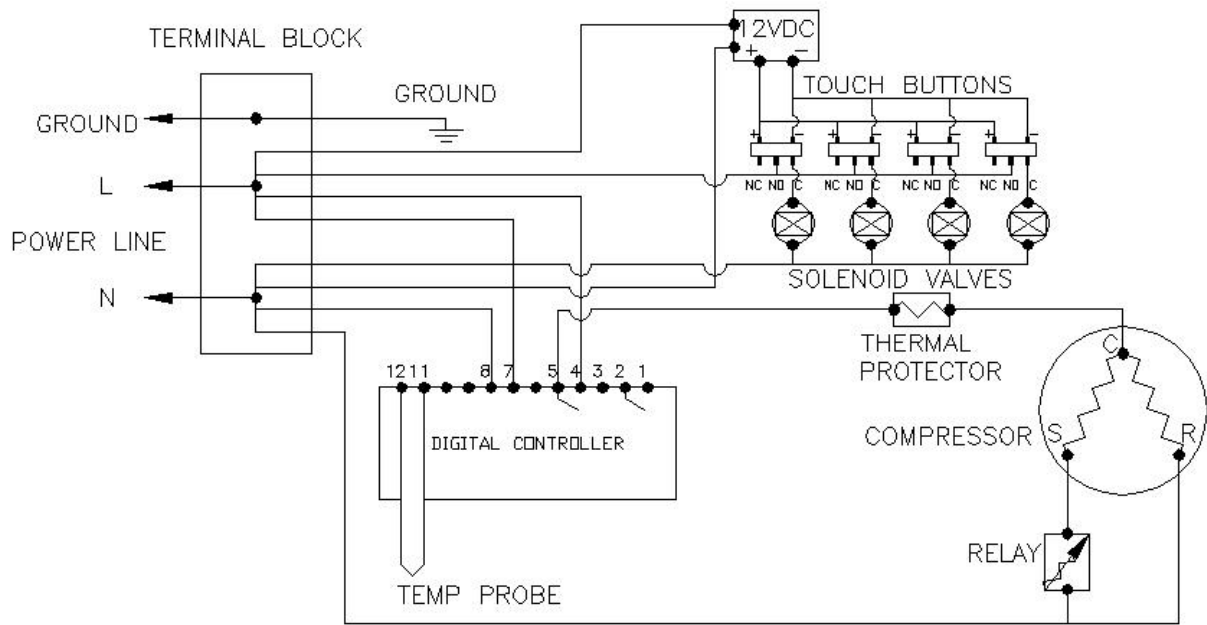 12VDC
+ −
TERMINAL BLOCK
TOUCH BUTTONS
GROUND
GROUND
+ − + − + − + −
L
NC NO C NC NO C NC NO C NC NO C
POWER LINE
SOLENOID VALVES
N
THERMAL
PROTECTOR
C
12 11 8 7 5 4 3 2 1
COMPRESSOR S R
DIGITAL CONTROLLER
RELAY
TEMP PROBE